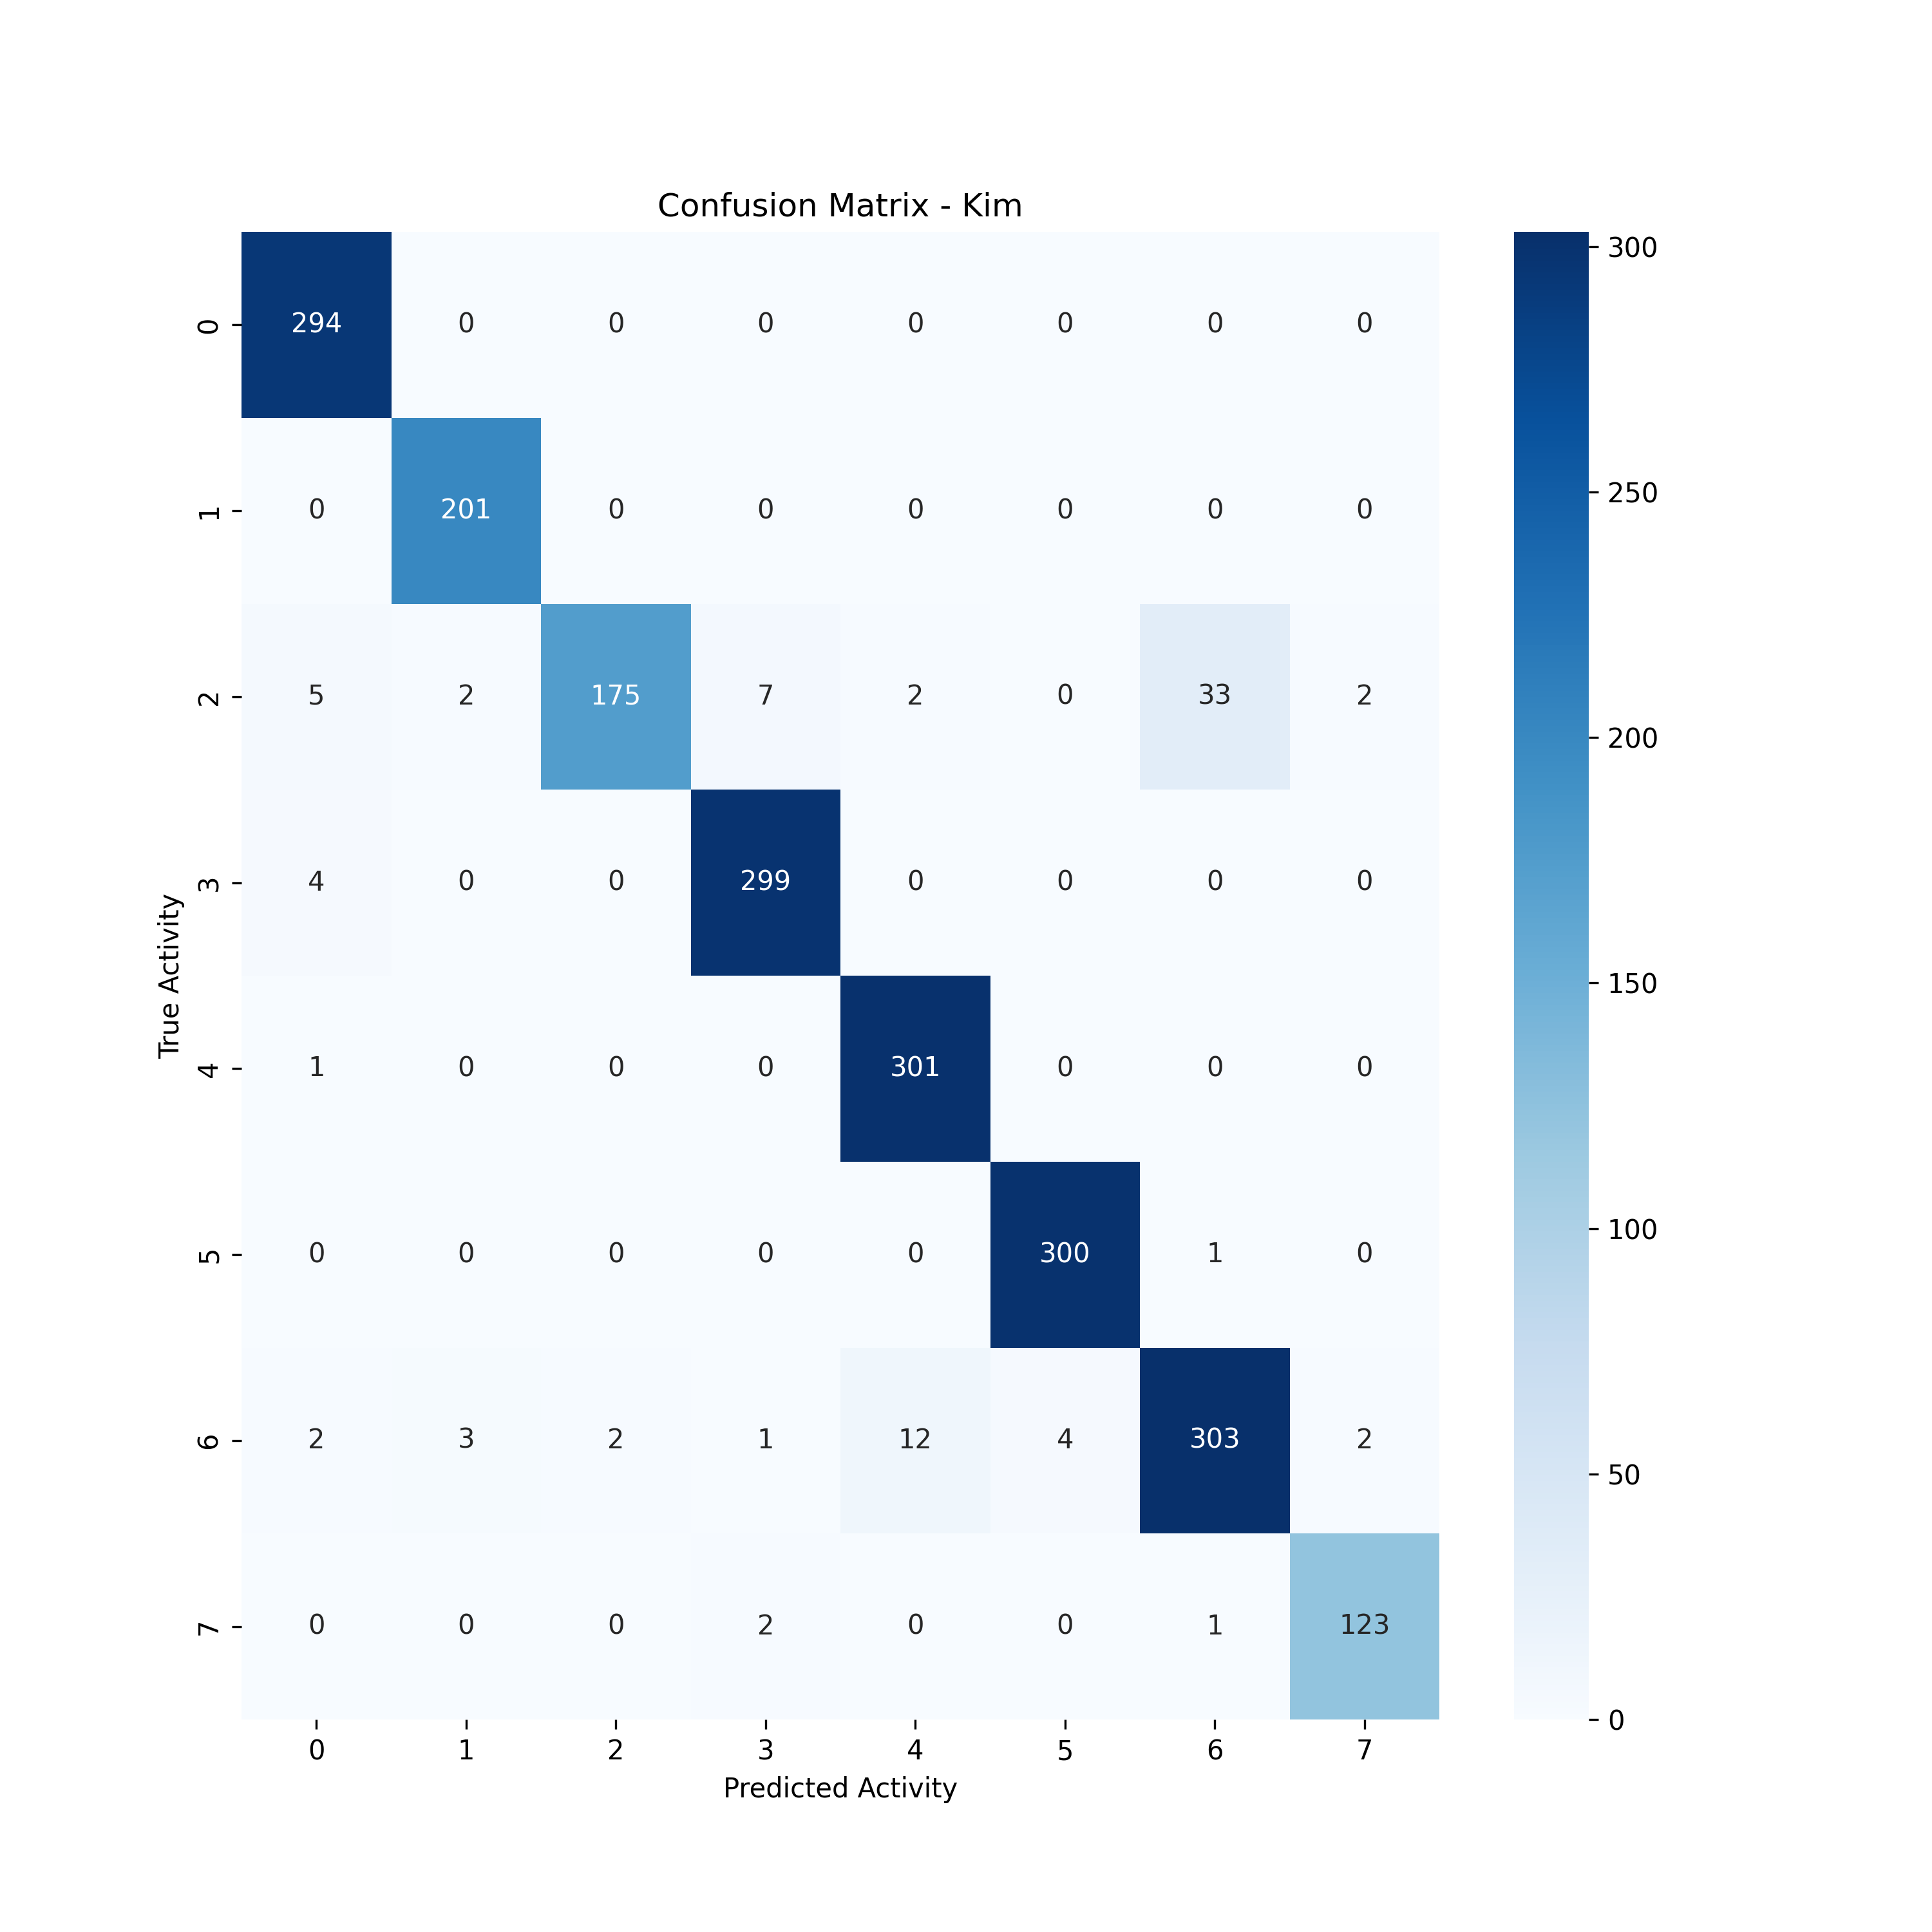 Confusion Matrix - Kim
0 294 0 0 0 0 0 0 0
1 0 201 0 0 0 0 0 0
2 5 2 175 7 2 0 33 2
3 4 0 0 299 0 0 0 0
4 1 0 0 0 301 0 0 0
5 0 0 0 0 0 300 1 0
6 2 3 2 1 12 4 303 2
7 0 0 0 2 0 0 1 123
0 1 2 3 4 5 6 7
True Activity
Predicted Activity
300
250
200
150
100
50
0